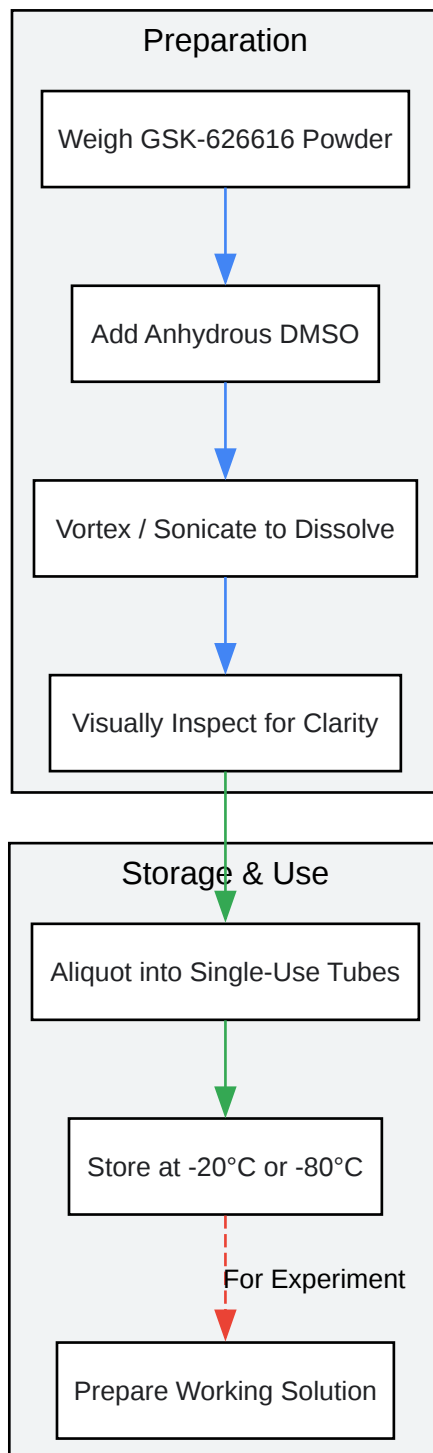 Preparation
Weigh GSK-626616 Powder
Add Anhydrous DMSO
Vortex / Sonicate to Dissolve
Visually Inspect for Clarity
Storage & Use
Aliquot into Single-Use Tubes
Store at -20°C or -80°C
For Experiment
Prepare Working Solution